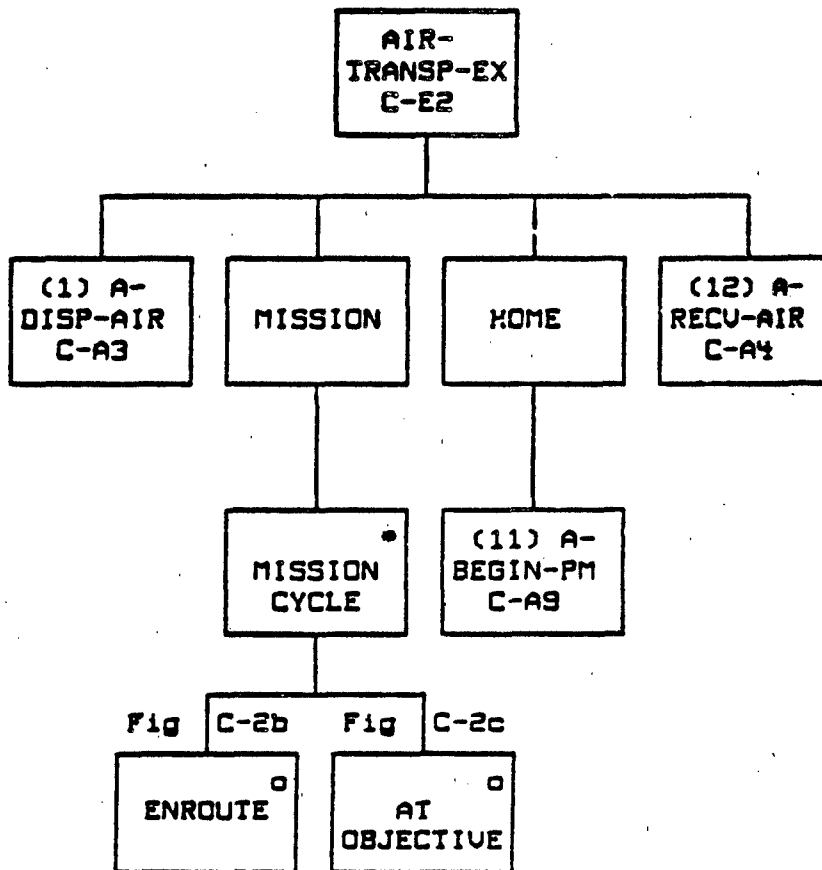 AIR-
TRANSP-EX
C-E2
(1) A-
DISP-AIR
C-A3
MISSION
HOME
(12) A-
RECV-AIR
C-A4
*
MISSION
CYCLE
(11) A-
BEGIN-PM
C-A9
Fig C-2b
Fig C-2c
o
ENROUTE
o
AT
OBJECTIVE